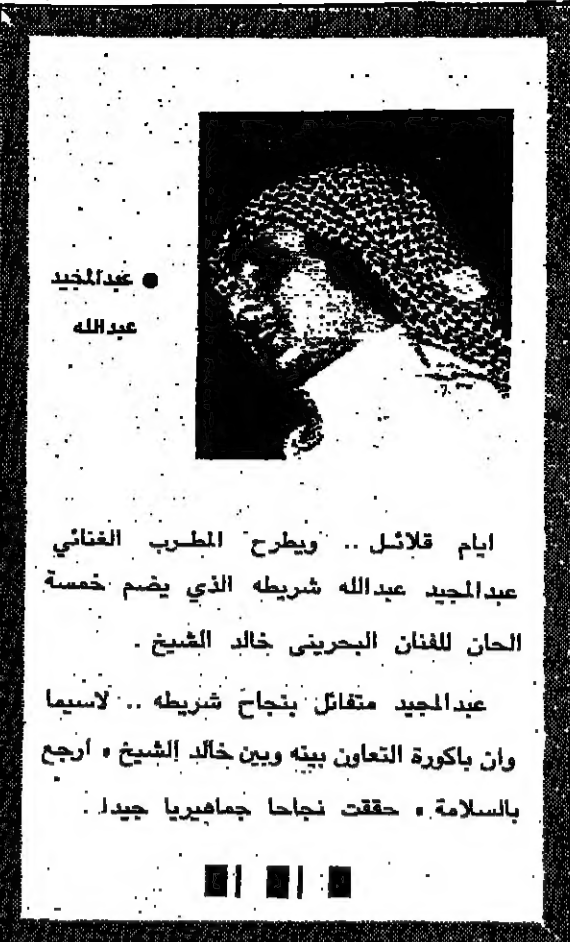 ● عبدالمجيد
عبدالله
ايام قلائل .. ويطرح المطرب الغنائي
عبدالمجيد عبدالله شريطه الذي يضم خمسة
الحان للفنان البحرينى خالد الشيخ .
عبدالمجيد متفائل بنجاح شريطه .. لاسيما
وان باكورة التعاون بينه وبين خالد الشيخ « ارجع
بالسلامة » حققت نجاحا جماهيريا جيدا .